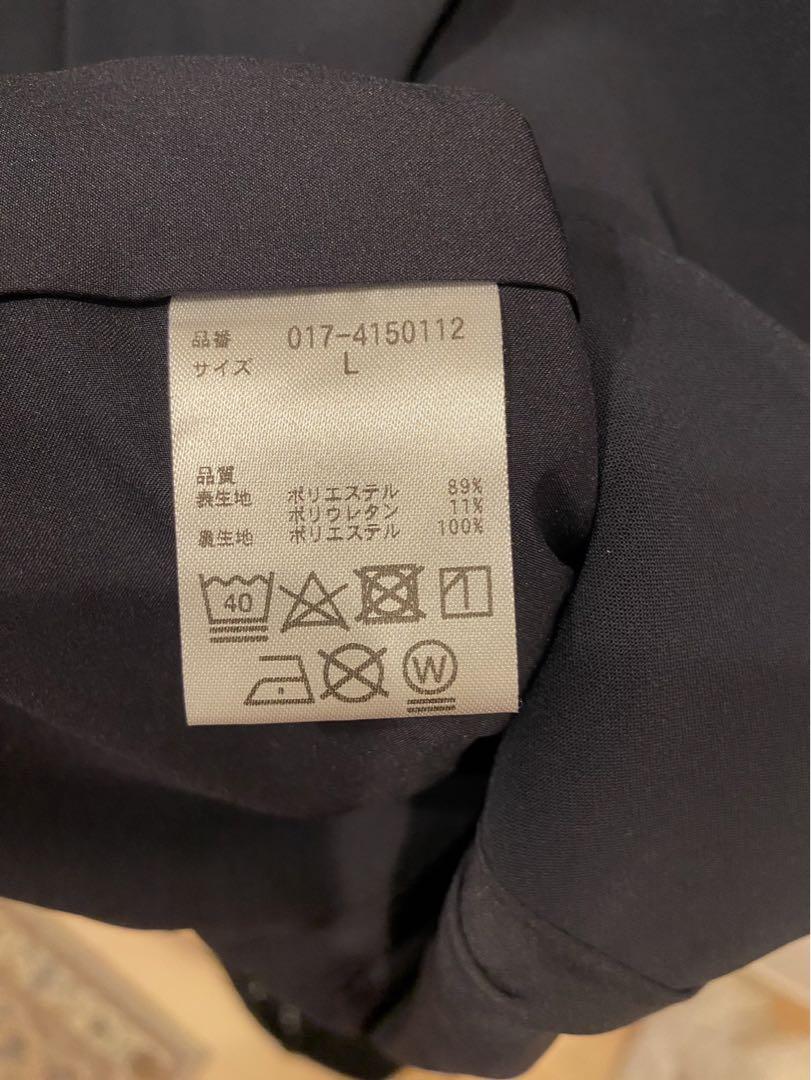 品番 017-4150112
サイズ L
品質
表生地 ポリエステル 89%
ポリウレタン 11%
裏生地 ポリエステル 100%
40
W